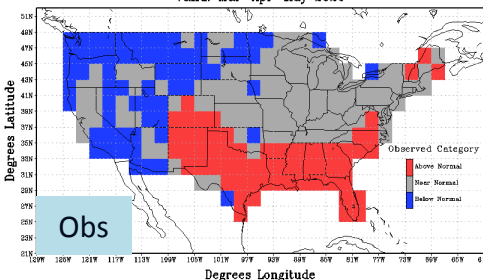 51N
49N
47N
45N
43N
41N
39N
37N
35N
33N
31N
29N
27N
25N
23N
21N
Degrees Latitude
Observed Category
Above Normal
Near Normal
Below Normal
Obs
129W 125W 121W 117W 113W 109W 105W 101W 97W 93W 89W 85W 81W 77W 73W 69W
Degrees Longitude